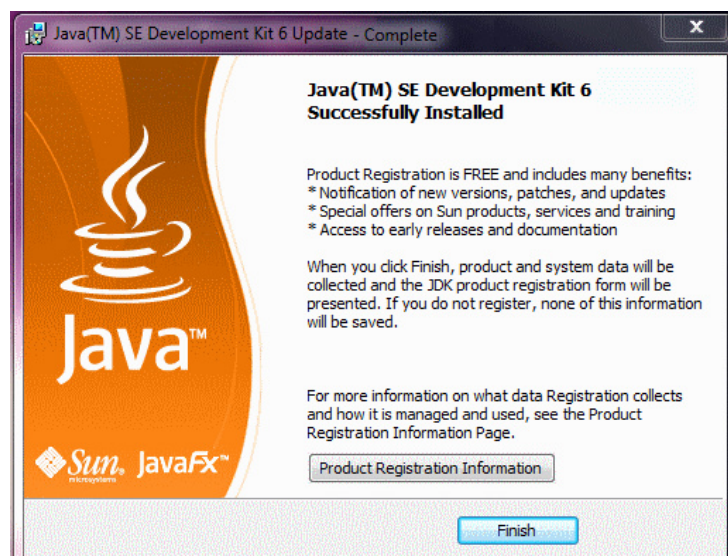 Java(TM) SE Development Kit 6 Update - Complete
X
Java(TM) SE Development Kit 6
Successfully Installed
Product Registration is FREE and includes many benefits:
* Notification of new versions, patches, and updates
* Special offers on Sun products, services and training
* Access to early releases and documentation
When you click Finish, product and system data will be
collected and the JDK product registration form will be
presented. If you do not register, none of this information
will be saved.
Java™
For more information on what data Registration collects
and how it is managed and used, see the Product
Registration Information Page.
Sun microsystems JavaFX™
Product Registration Information
Finish